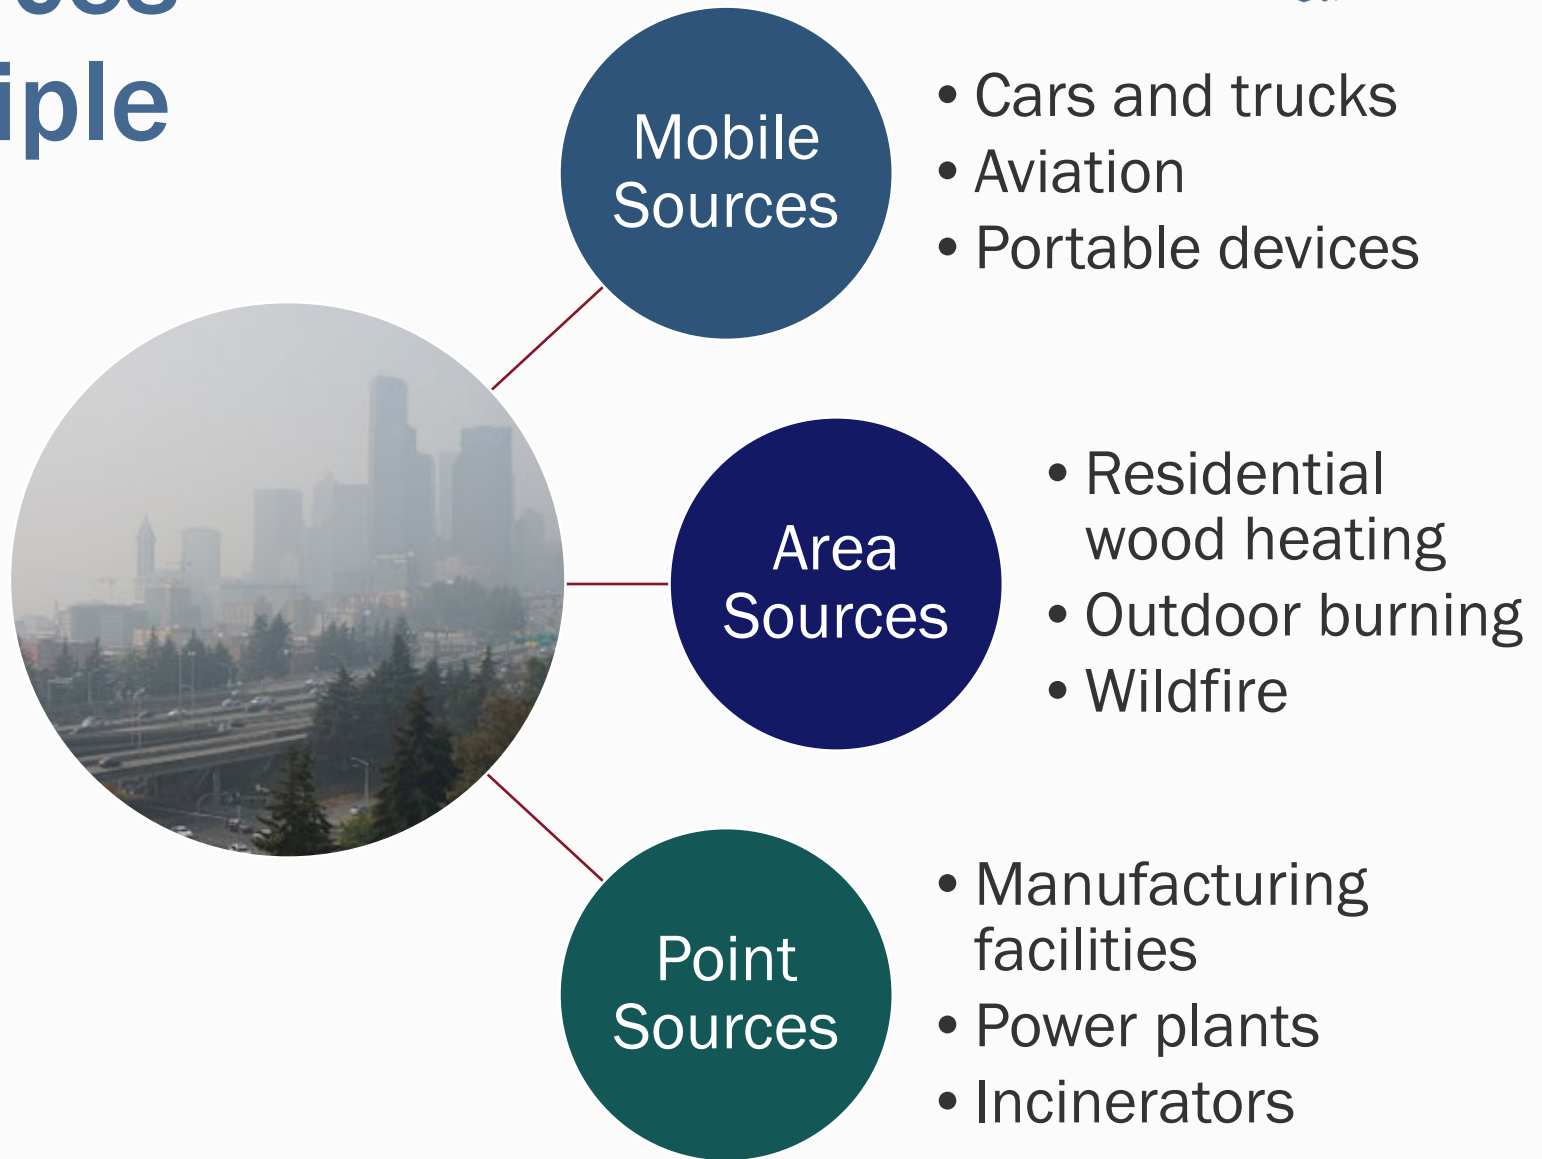 iple
Mobile
Sources
• Cars and trucks
• Aviation
• Portable devices
Area
Sources
• Residential
wood heating
• Outdoor burning
• Wildfire
Point
Sources
• Manufacturing
facilities
• Power plants
• Incinerators